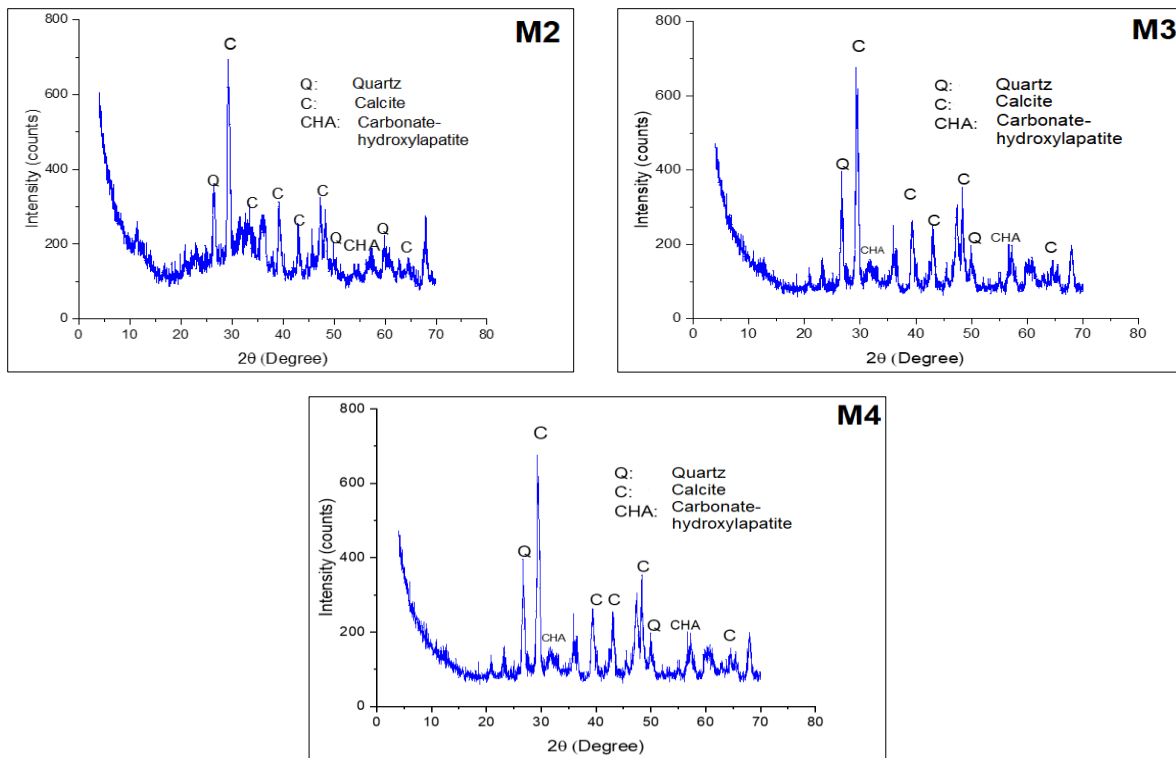 M2
800
600
400
200
0
0 10 20 30 40 50 60 70 80
Intensity (counts)
2θ (Degree)
Q: Quartz
C: Calcite
CHA: Carbonate-
hydroxylapatite
C
Q
C
C
C
C
Q
CHA
Q
C
M3
800
600
400
200
0
0 10 20 30 40 50 60 70 80
Intensity (counts)
2θ (Degree)
Q: Quartz
C: Calcite
CHA: Carbonate-
hydroxylapatite
C
Q
CHA
C
C
C
Q
CHA
C
M4
800
600
400
200
0
0 10 20 30 40 50 60 70 80
Intensity (counts)
2θ (Degree)
Q: Quartz
C: Calcite
CHA: Carbonate-
hydroxylapatite
C
Q
CHA
C
C
C
Q
CHA
C